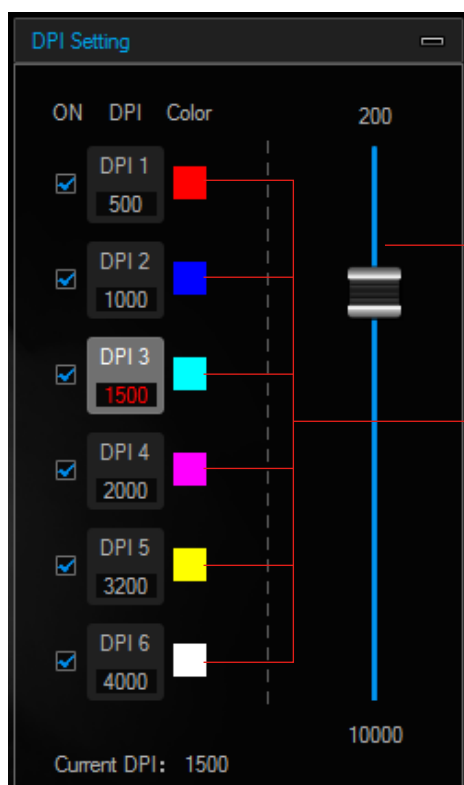 DPI Setting
ON DPI Color
200
DPI 1
500
DPI 2
1000
DPI 3
1500
DPI 4
2000
DPI 5
3200
DPI 6
4000
10000
Current DPI: 1500